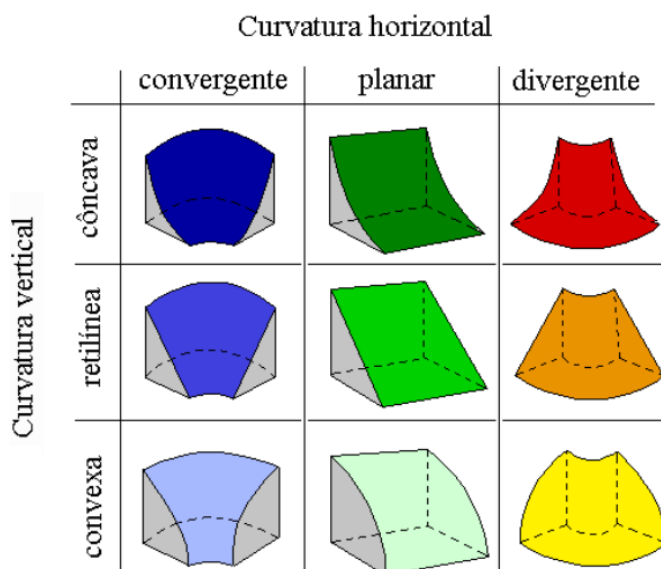 Curvatura horizontal
convergente planar divergente
Curvatura vertical
côncava
retilínea
convexa